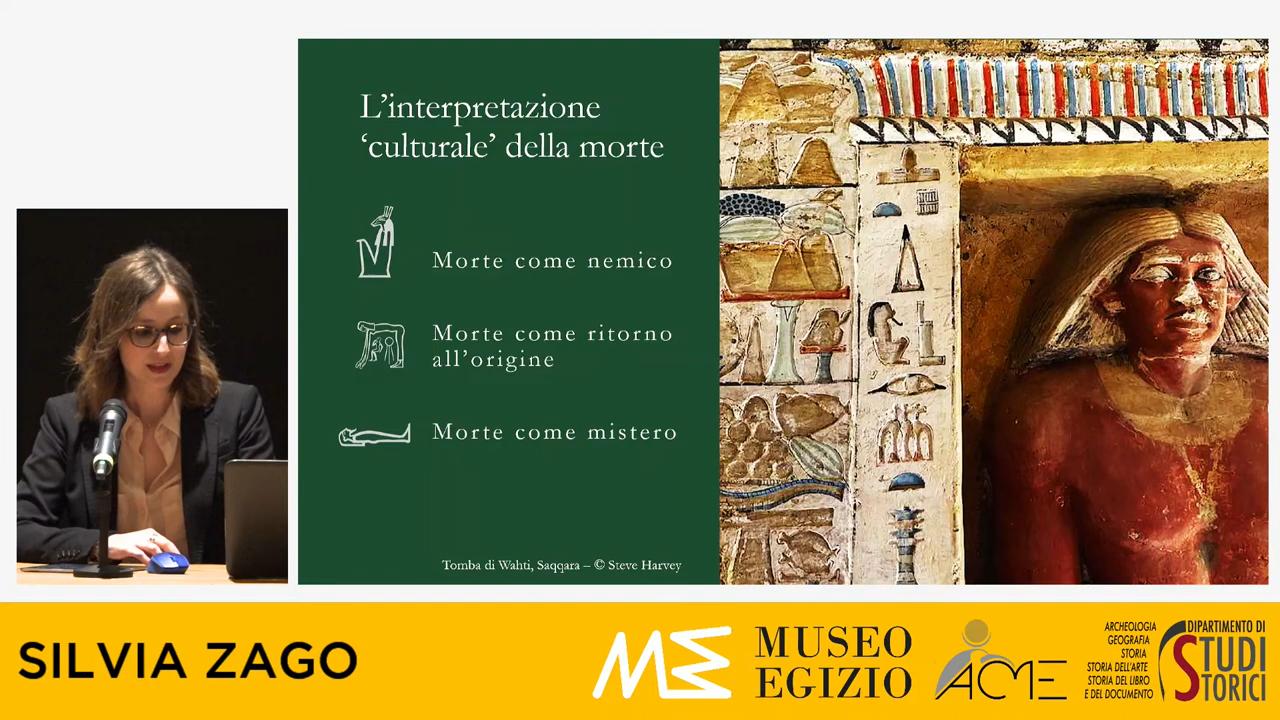 L’interpretazione
‘culturale’ della morte
Morte come nemico
Morte come ritorno
all’origine
Morte come mistero
Tomba di Wahti, Saqqara – © Steve Harvey
SILVIA ZAGO
ME
MUSEO
EGIZIO
ACME
ARCHEOLOGIA
GEOGRAFIA
STORIA
STORIA DELL'ARTE
STORIA DEL LIBRO
E DEL DOCUMENTO
DIPARTIMENTO DI
STUDI
STORICI